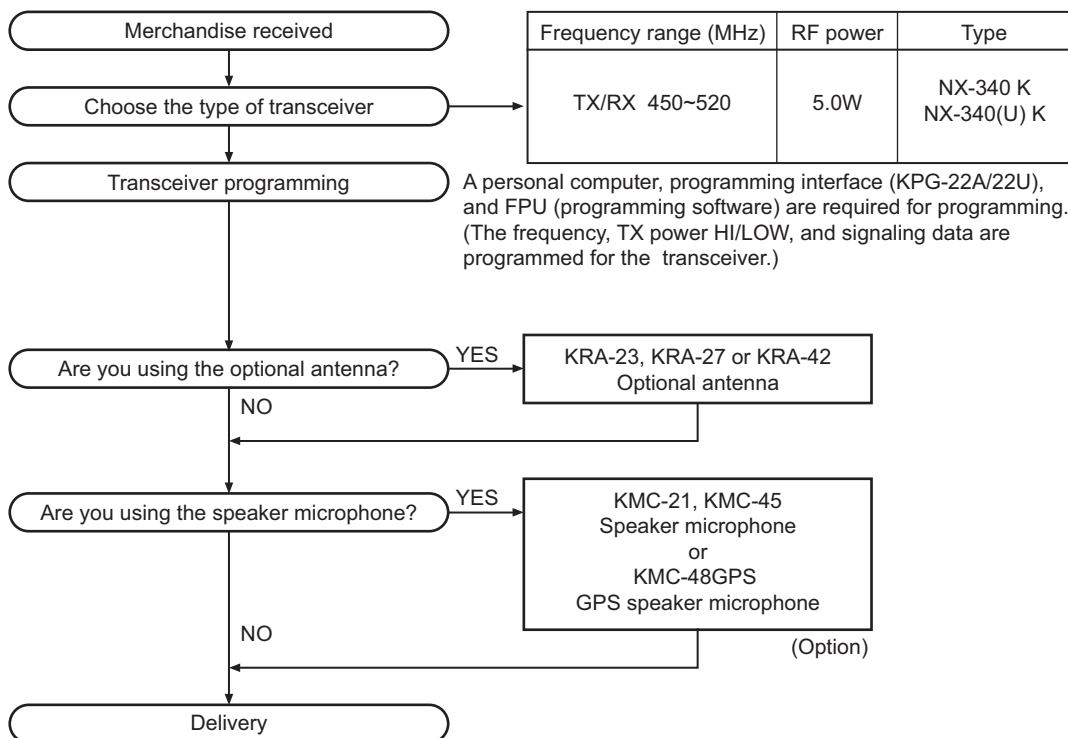 Merchandise received
Choose the type of transceiver
Frequency range (MHz) RF power Type
TX/RX 450~520 5.0W NX-340 K
NX-340(U) K
Transceiver programming
A personal computer, programming interface (KPG-22A/22U),
and FPU (programming software) are required for programming.
(The frequency, TX power HI/LOW, and signaling data are
programmed for the transceiver.)
Are you using the optional antenna?
YES
KRA-23, KRA-27 or KRA-42
Optional antenna
NO
Are you using the speaker microphone?
YES
KMC-21, KMC-45
Speaker microphone
or
KMC-48GPS
GPS speaker microphone
(Option)
NO
Delivery